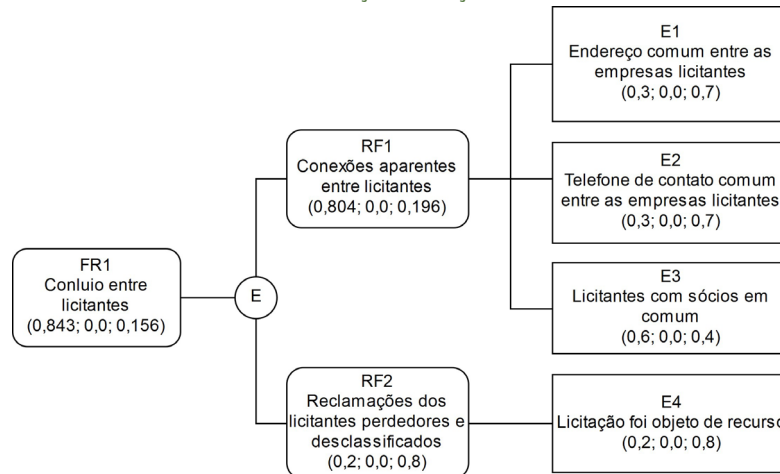 E1
Endereço comum entre as
empresas licitantes
(0,3; 0,0; 0,7)
RF1
Conexões aparentes
entre licitantes
(0,804; 0,0; 0,196)
E2
Telefone de contato comum
entre as empresas licitantes
(0,3; 0,0; 0,7)
FR1
Conluio entre
licitantes
(0,843; 0,0; 0,156)
E
E3
Licitantes com sócios em
comum
(0,6; 0,0; 0,4)
RF2
Reclamações dos
licitantes perdedores e
desclassificados
(0,2; 0,0; 0,8)
E4
Licitação foi objeto de recurso
(0,2; 0,0; 0,8)